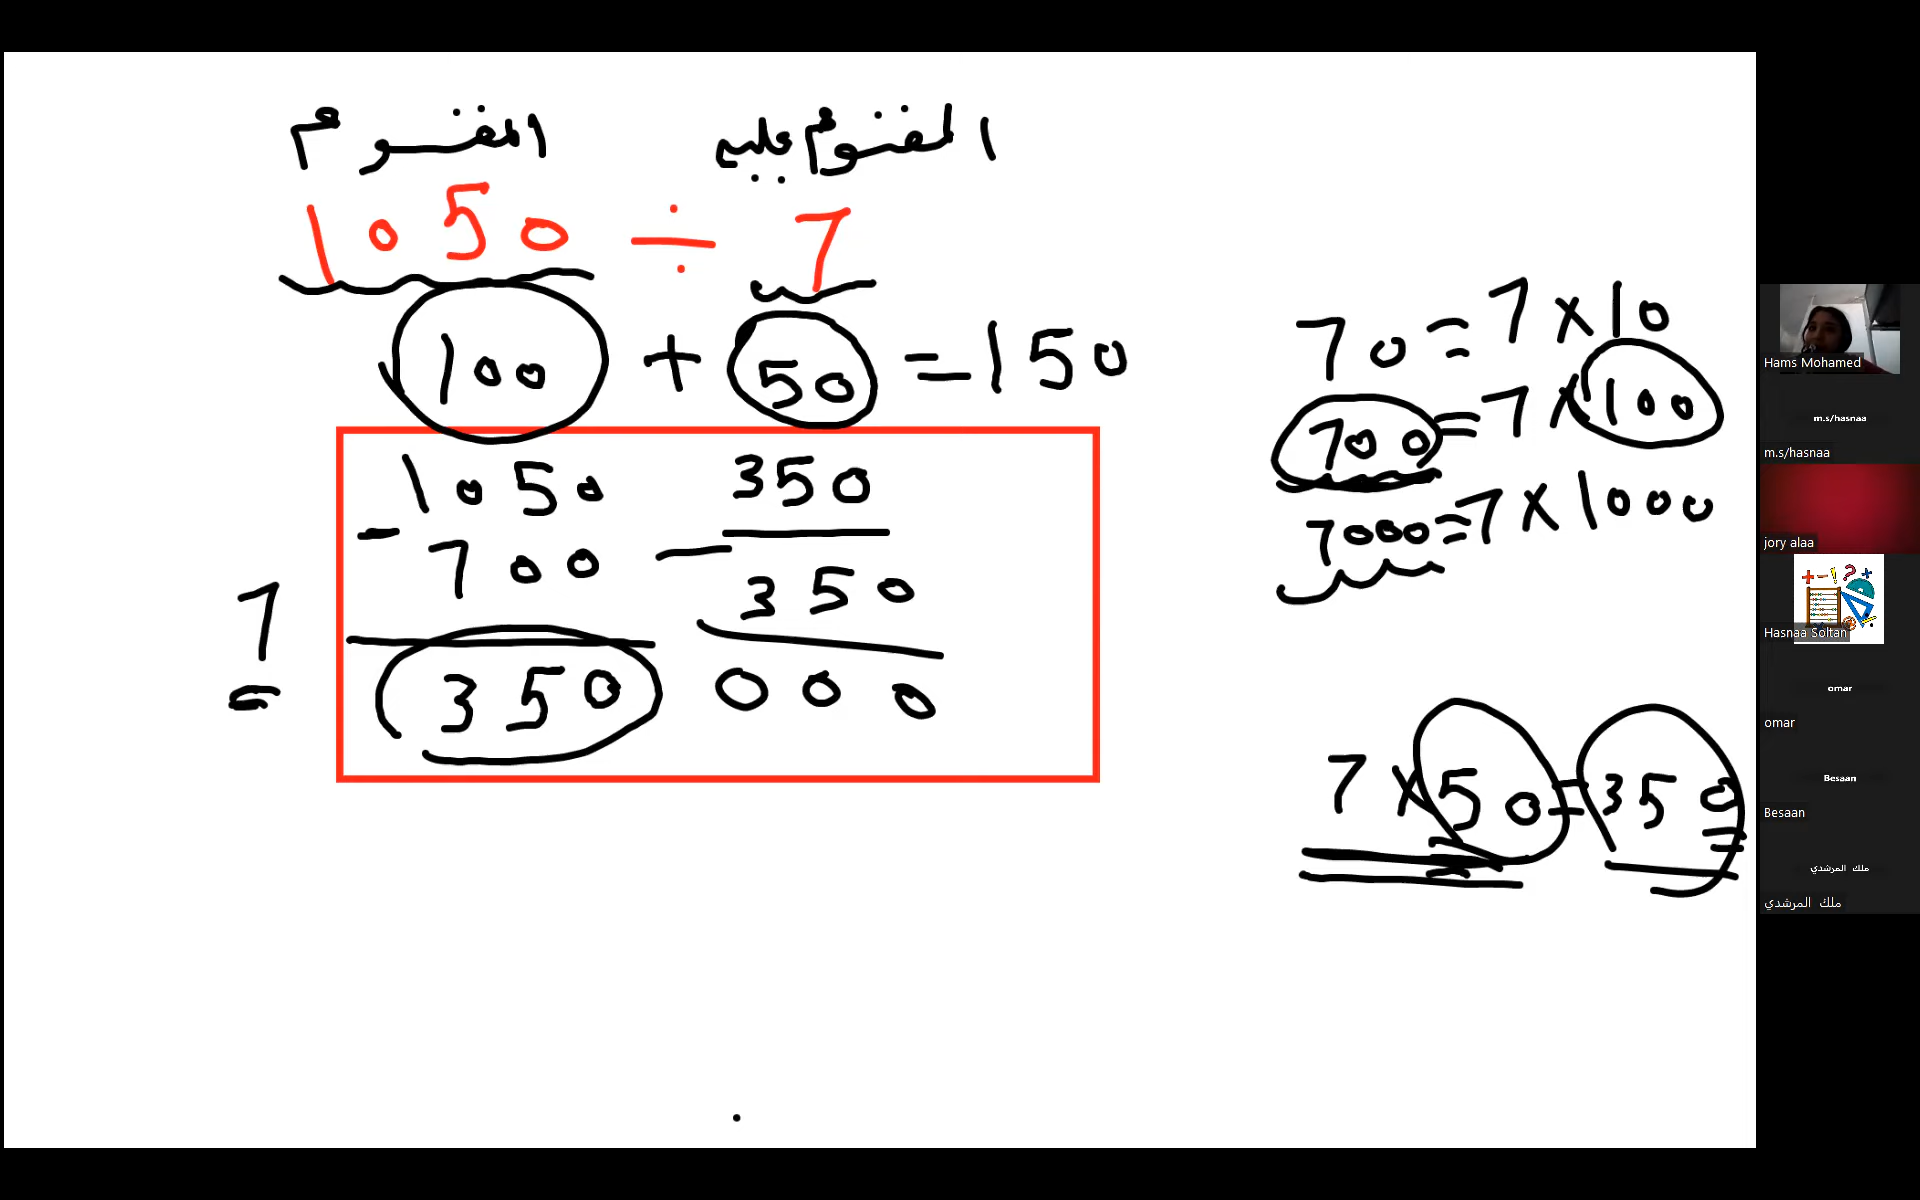 المقسوم المقسوم عليه
1050 ÷ 7
100 + 50 = 150
1050
- 700
350
350
- 350
000
7
=
70 = 7 × 10
700 = 7 × 100
7000 = 7 × 1000
7 × 50 = 350
Hams Mohamed
m.s/hasnaa
m.s/hasnaa
jory alaa
Hasnaa Soltan
omar
omar
Besaan
Besaan
ملك المرشدي
ملك المرشدي